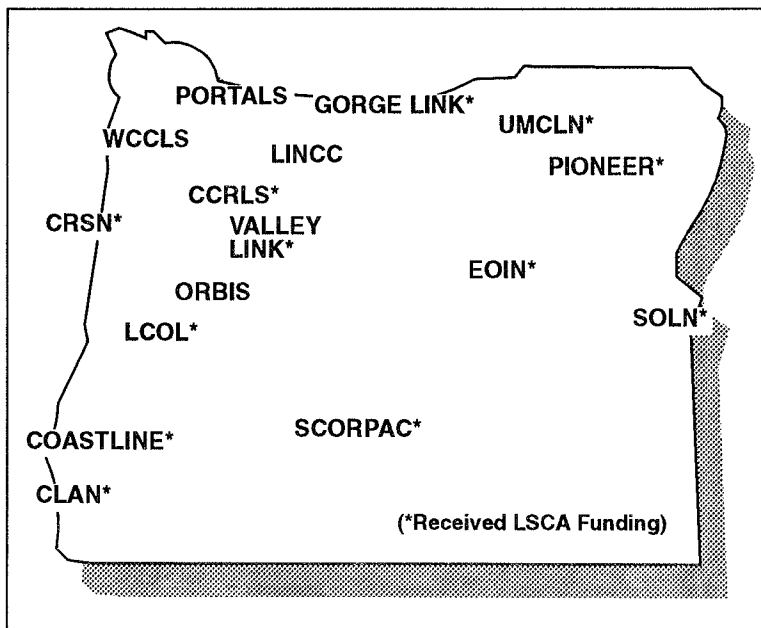 PORTALS
GORGE LINK*
UMCLN*
WCCLS
LINCC
PIONEER*
CCRLS*
CRSN*
VALLEY
LINK*
EOIN*
ORBIS
SOLN*
LCOL*
SCORPAC*
COASTLINE*
CLAN*
(*Received LSCA Funding)